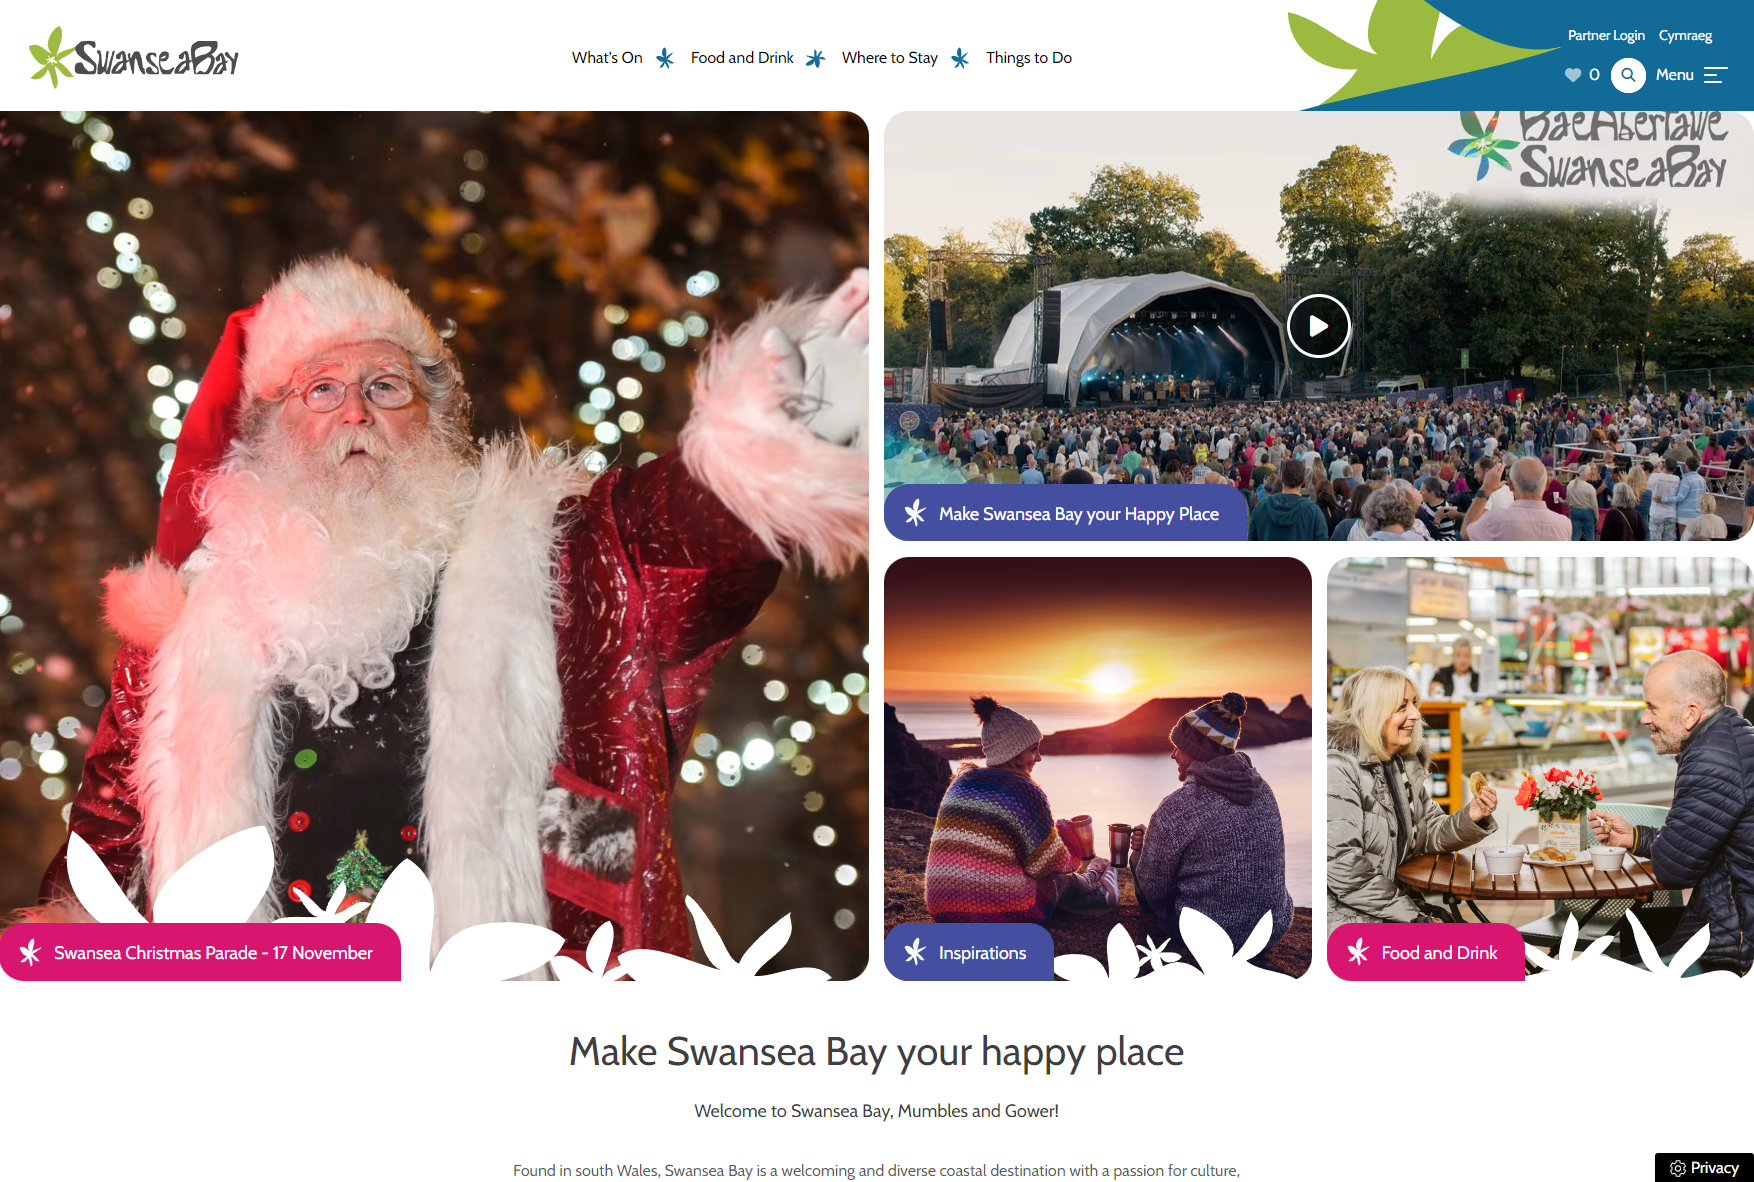 SwanseaBay
What's On
Food and Drink
Where to Stay
Things to Do
Partner Login
Cymraeg
0
Menu
BaeAbertawe
SwanseaBay
Make Swansea Bay your Happy Place
Swansea Christmas Parade - 17 November
Inspirations
Food and Drink
Make Swansea Bay your happy place
Welcome to Swansea Bay, Mumbles and Gower!
Found in south Wales, Swansea Bay is a welcoming and diverse coastal destination with a passion for culture,
Privacy